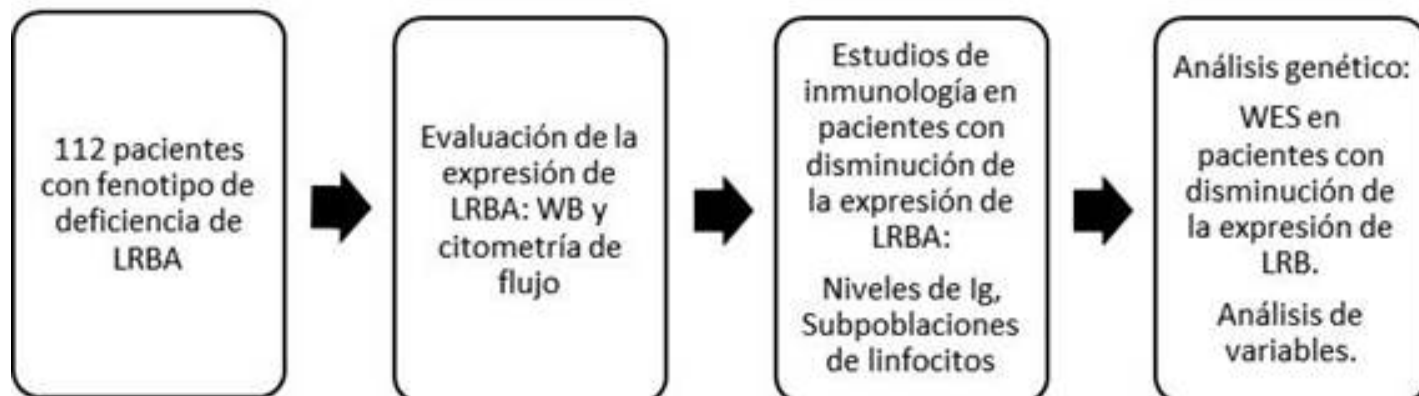 112 pacientes
con fenotipo de
deficiencia de
LRBA
Evaluación de la
expresión de
LRBA: WB y
citometría de
flujo
Estudios de
inmunología en
pacientes con
disminución de
la expresión de
LRBA:
Niveles de Ig,
Subpoblaciones
de linfocitos
Análisis genético:
WES en
pacientes con
disminución de
la expresión de
LRB.
Análisis de
variables.